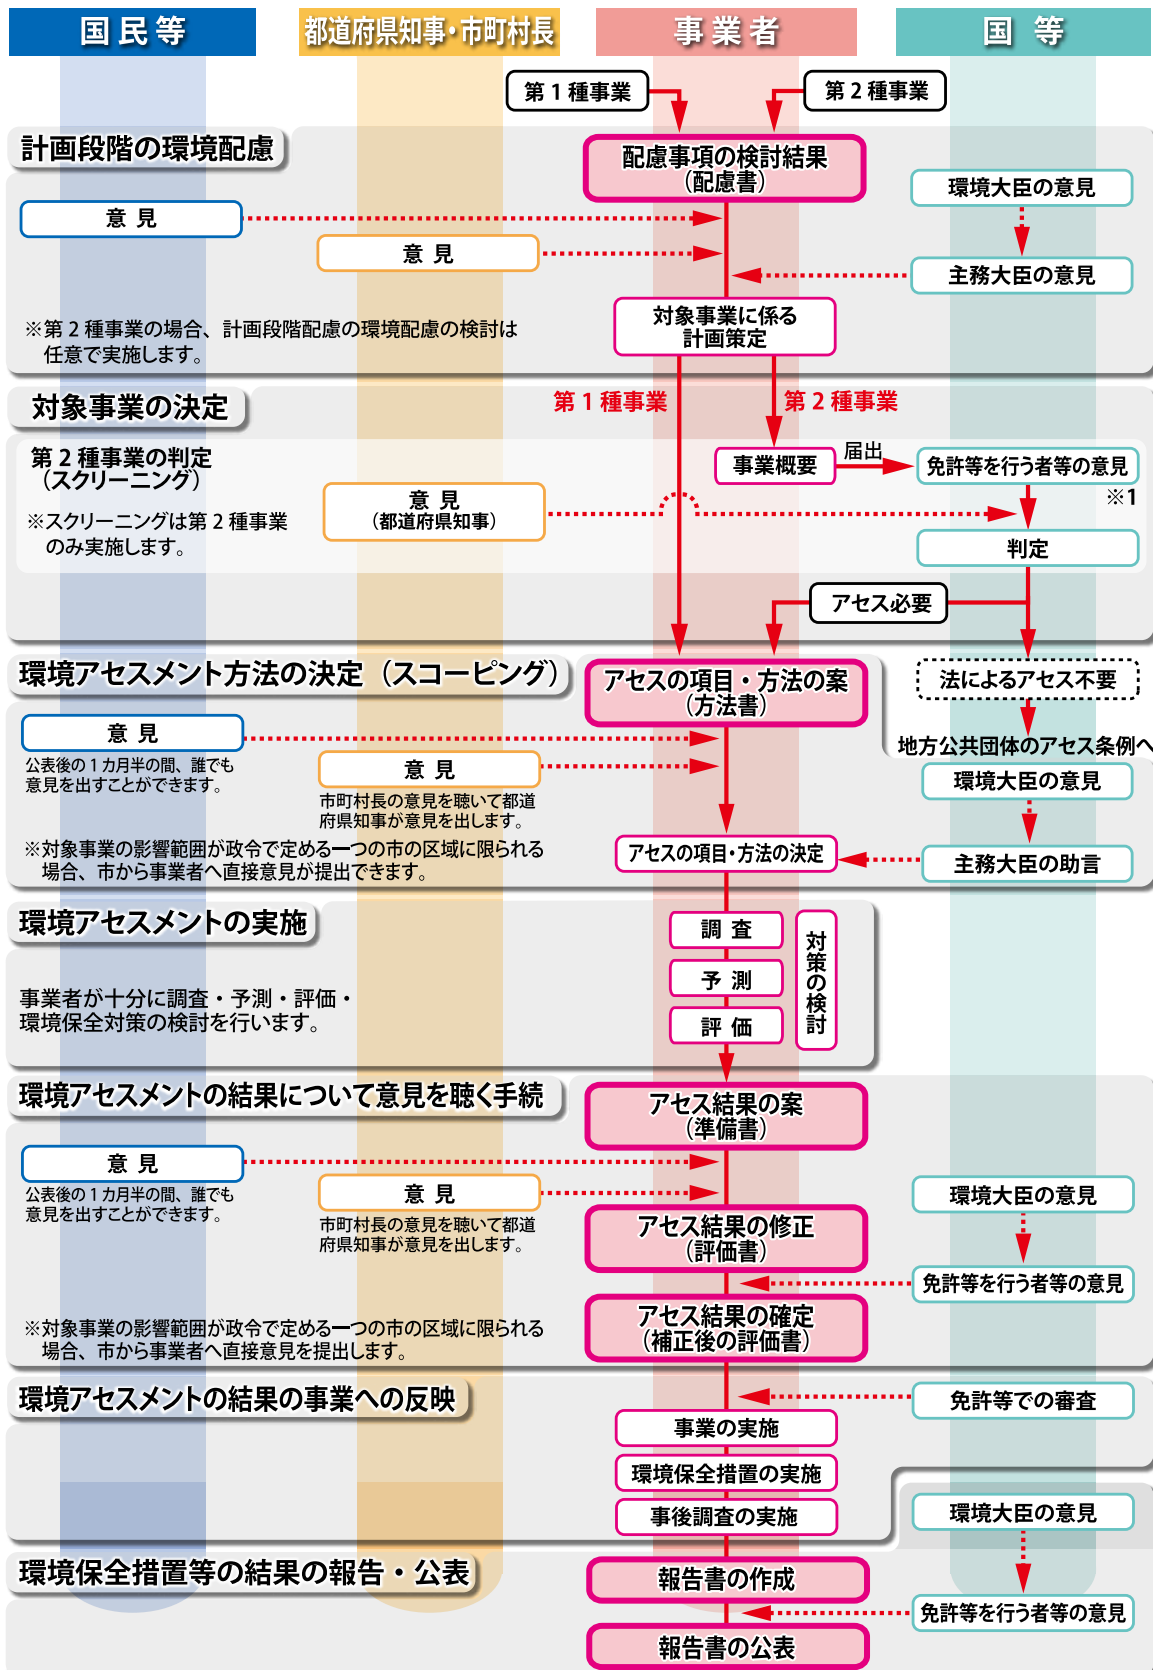 国民等
都道府県知事・市町村長
事業者
国 等
第1種事業
第2種事業
計画段階の環境配慮
配慮事項の検討結果
（配慮書）
環境大臣の意見
意 見
意 見
主務大臣の意見
対象事業に係る
計画策定
※第2種事業の場合、計画段階配慮の環境配慮の検討は
任意で実施します。
対象事業の決定
第1種事業
第2種事業
第2種事業の判定
（スクリーニング）
事業概要
届出
免許等を行う者等の意見
※1
意 見
（都道府県知事）
※スクリーニングは第2種事業
のみ実施します。
判定
アセス必要
環境アセスメント方法の決定（スコーピング）
アセスの項目・方法の案
（方法書）
法によるアセス不要
地方公共団体のアセス条例へ
意 見
公表後の1カ月半の間、誰でも
意見を出すことができます。
意 見
市町村長の意見を聴いて都道
府県知事が意見を出します。
環境大臣の意見
※対象事業の影響範囲が政令で定める一つの市の区域に限られる
場合、市から事業者へ直接意見が提出できます。
アセスの項目・方法の決定
主務大臣の助言
環境アセスメントの実施
調 査
予 測
評 価
対策の検討
事業者が十分に調査・予測・評価・
環境保全対策の検討を行います。
環境アセスメントの結果について意見を聴く手続
アセス結果の案
（準備書）
意 見
公表後の1カ月半の間、誰でも
意見を出すことができます。
意 見
市町村長の意見を聴いて都道
府県知事が意見を出します。
環境大臣の意見
アセス結果の修正
（評価書）
免許等を行う者等の意見
アセス結果の確定
（補正後の評価書）
※対象事業の影響範囲が政令で定める一つの市の区域に限られる
場合、市から事業者へ直接意見を提出します。
環境アセスメントの結果の事業への反映
免許等での審査
事業の実施
環境保全措置の実施
事後調査の実施
環境大臣の意見
環境保全措置等の結果の報告・公表
報告書の作成
免許等を行う者等の意見
報告書の公表